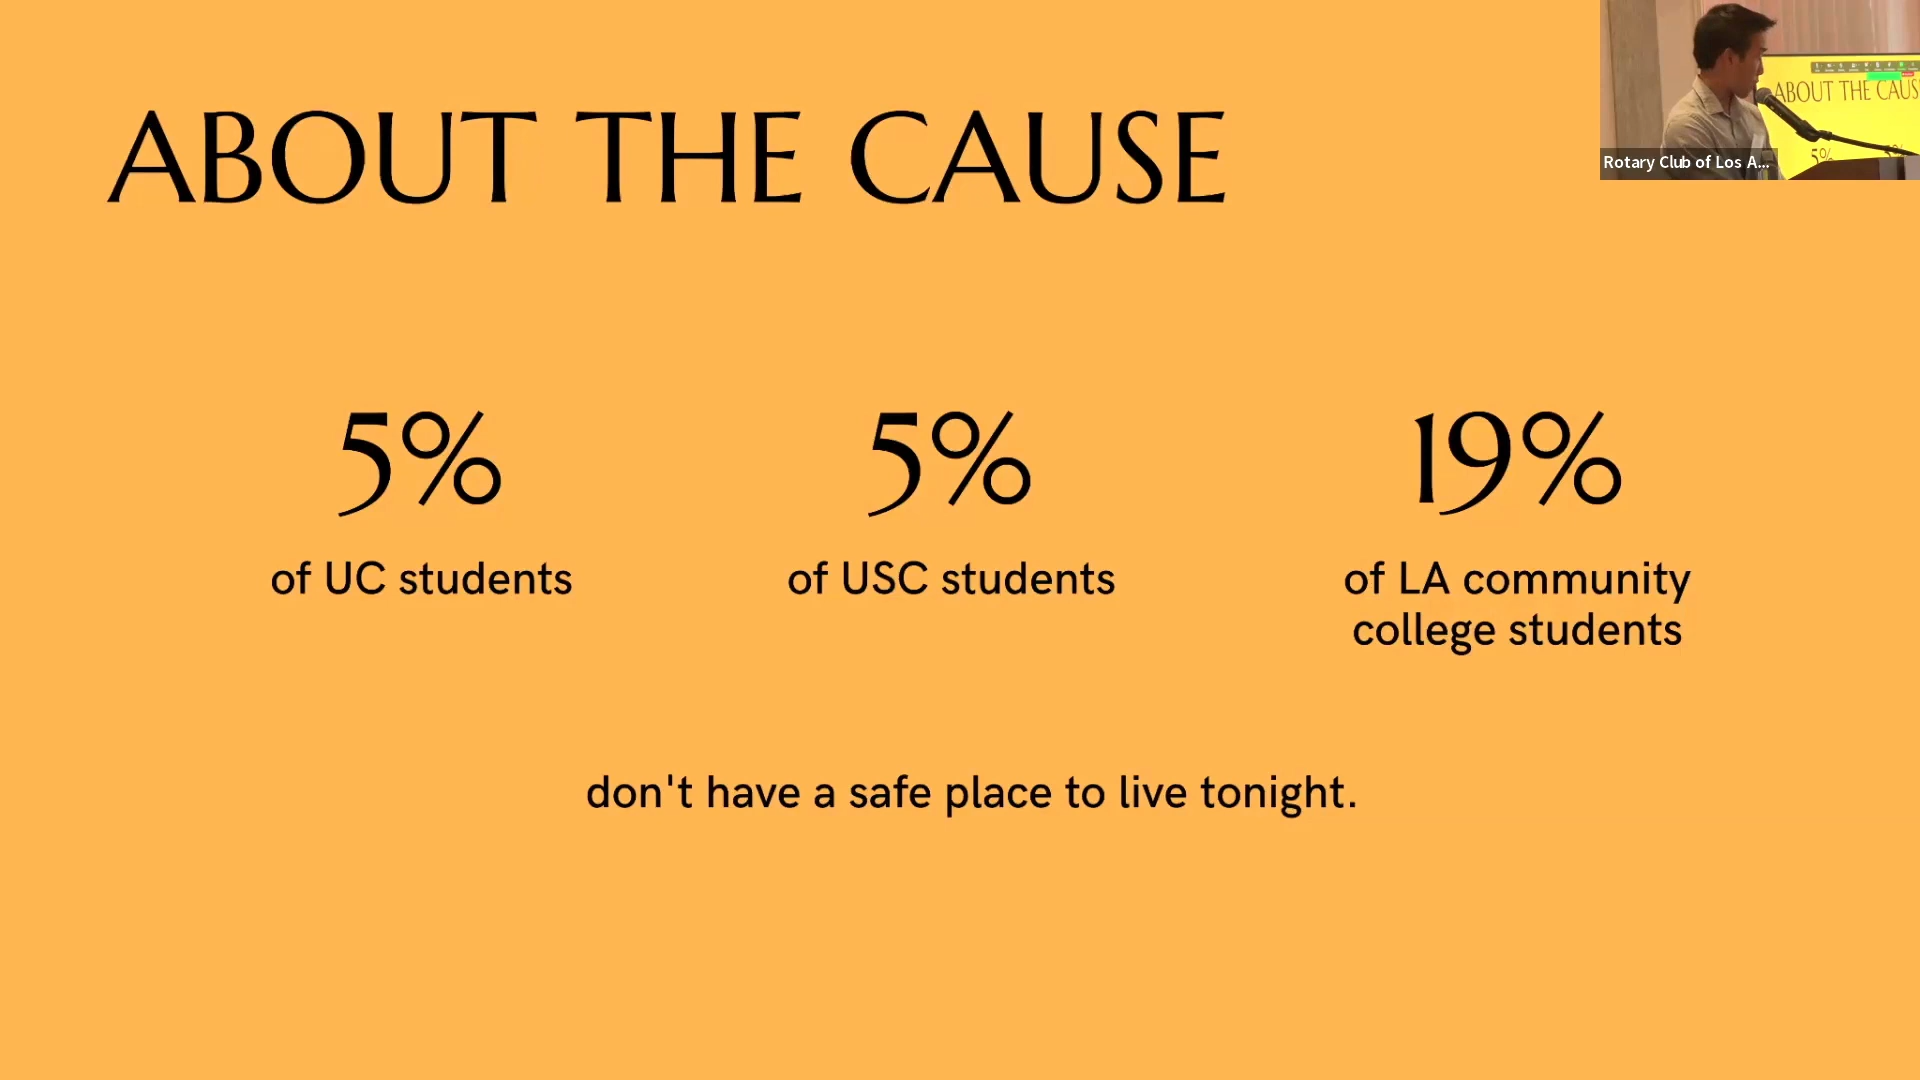 ABOUT THE CAUSE
5%
of UC students
5%
of USC students
19%
of LA community
college students
don't have a safe place to live tonight.
ABOUT THE CAUS
5%
Rotary Club of Los A...